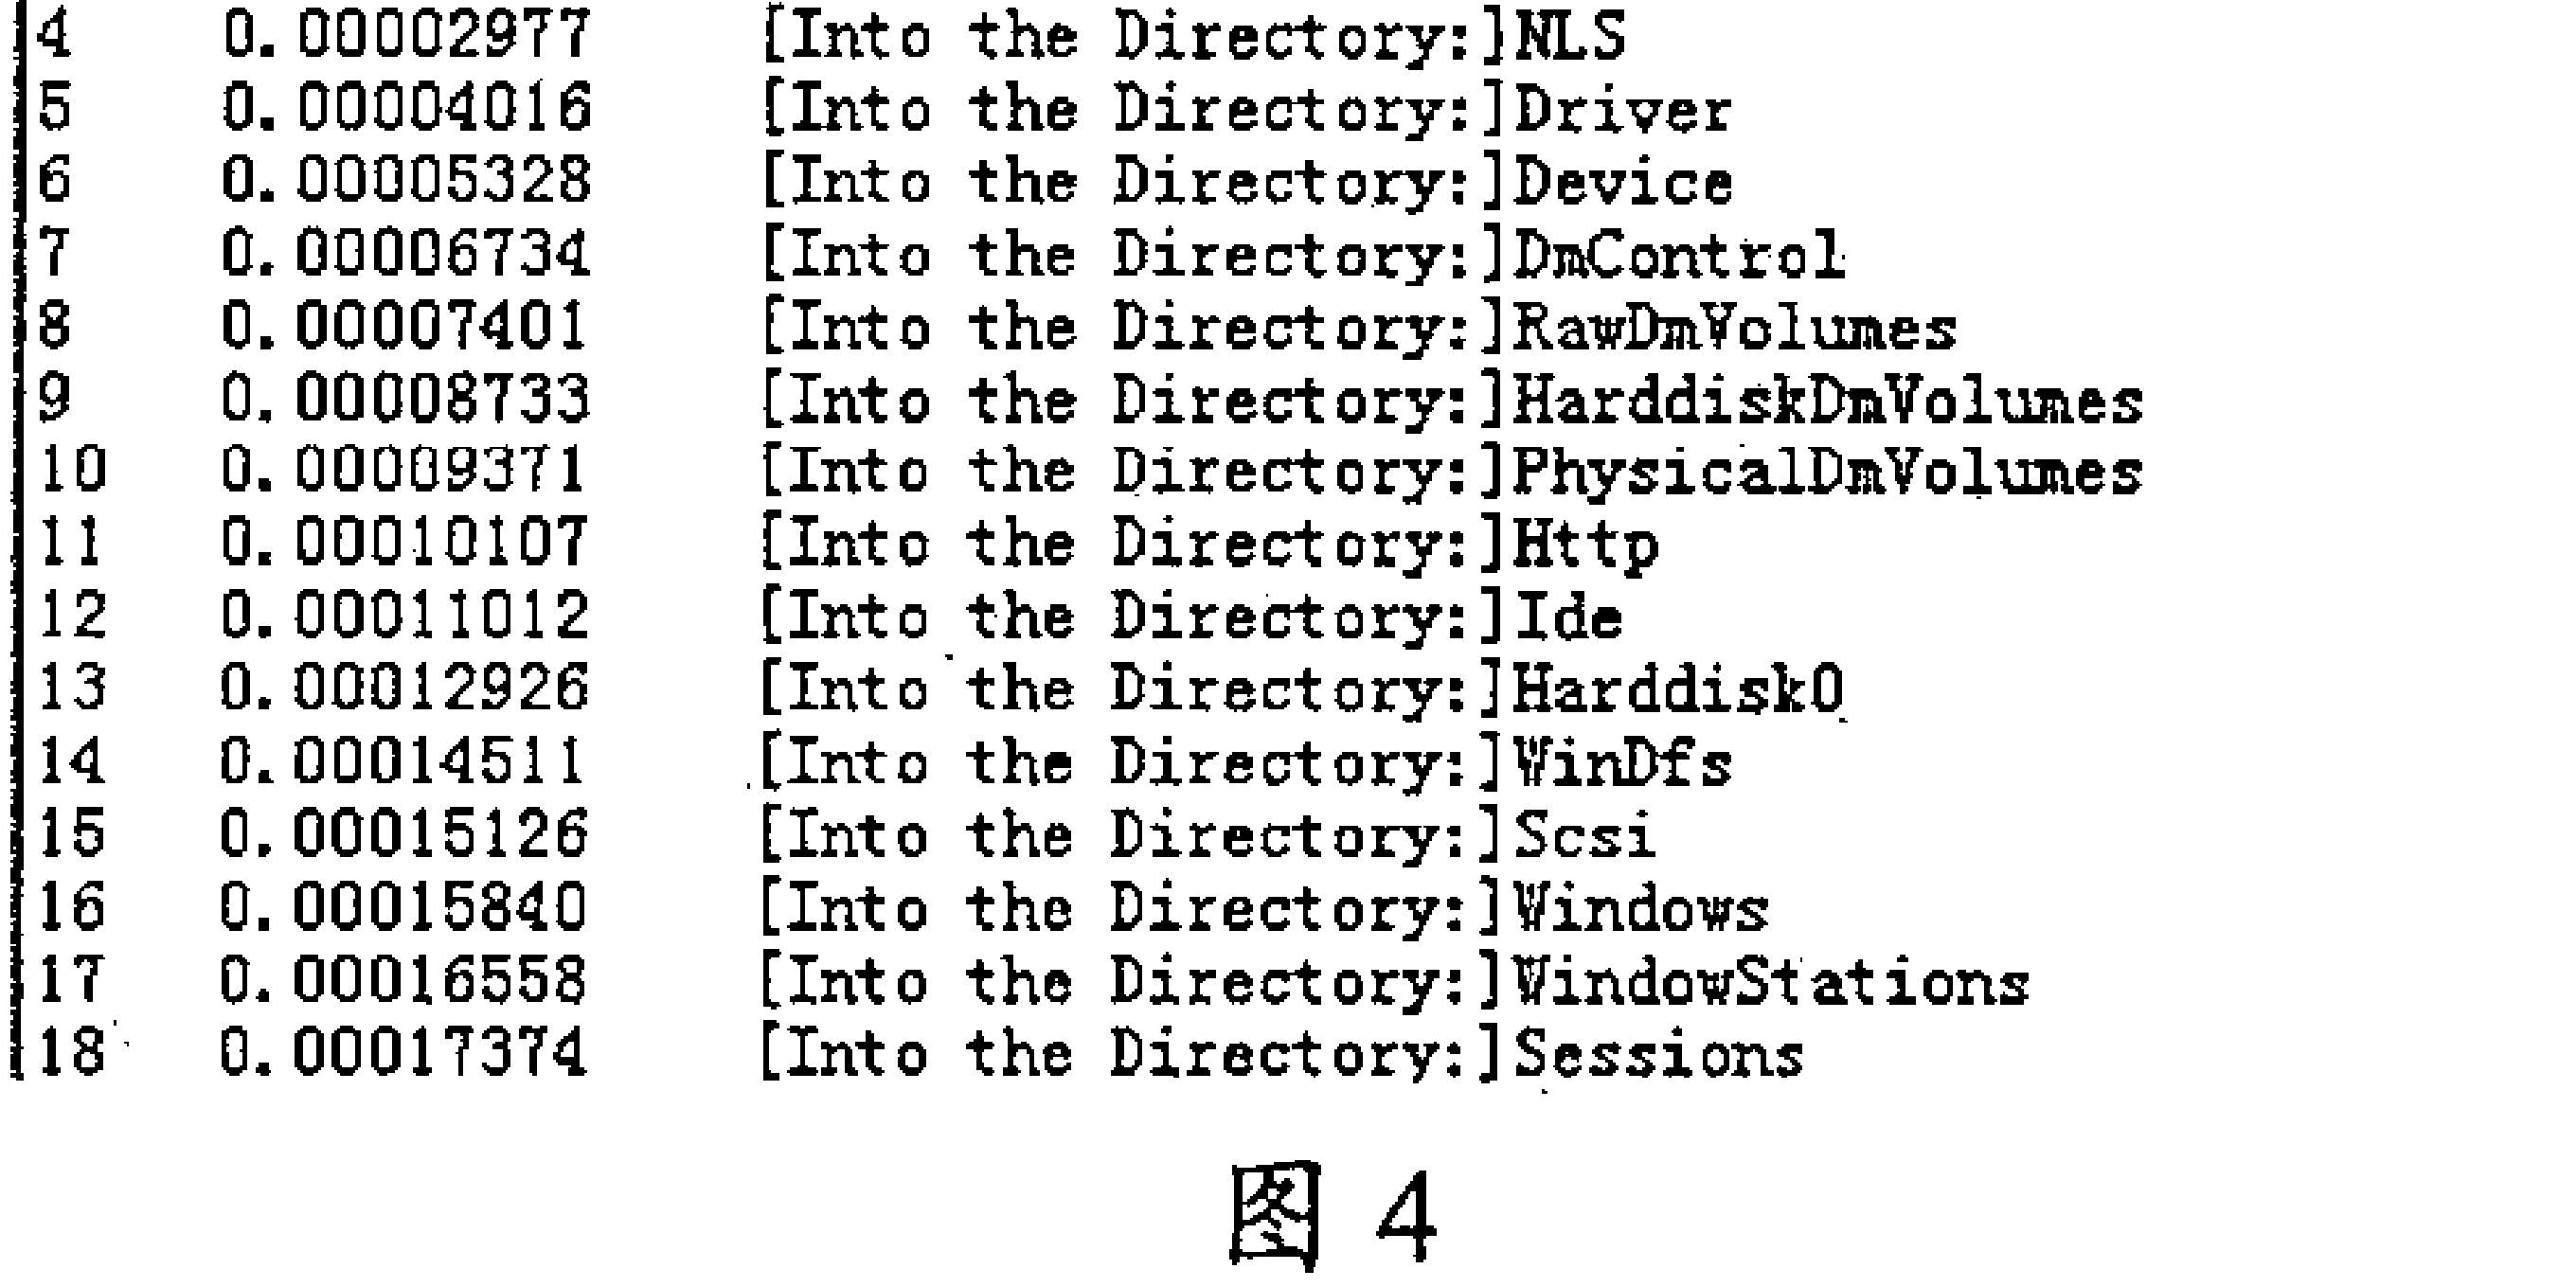 4 0.00002977 [Into the Directory:]NLS
5 0.00004016 [Into the Directory:]Driver
6 0.00005328 [Into the Directory:]Device
7 0.00006734 [Into the Directory:]DmControl
8 0.00007401 [Into the Directory:]RawDmVolumes
9 0.00008733 [Into the Directory:]HarddiskDmVolumes
10 0.00009371 [Into the Directory:]PhysicalDmVolumes
11 0.00010107 [Into the Directory:]Http
12 0.00011012 [Into the Directory:]Ide
13 0.00012926 [Into the Directory:]Harddisk0
14 0.00014511 [Into the Directory:]WinDfs
15 0.00015126 [Into the Directory:]Scsi
16 0.00015840 [Into the Directory:]Windows
17 0.00016558 [Into the Directory:]WindowStations
18 0.00017374 [Into the Directory:]Sessions
图 4